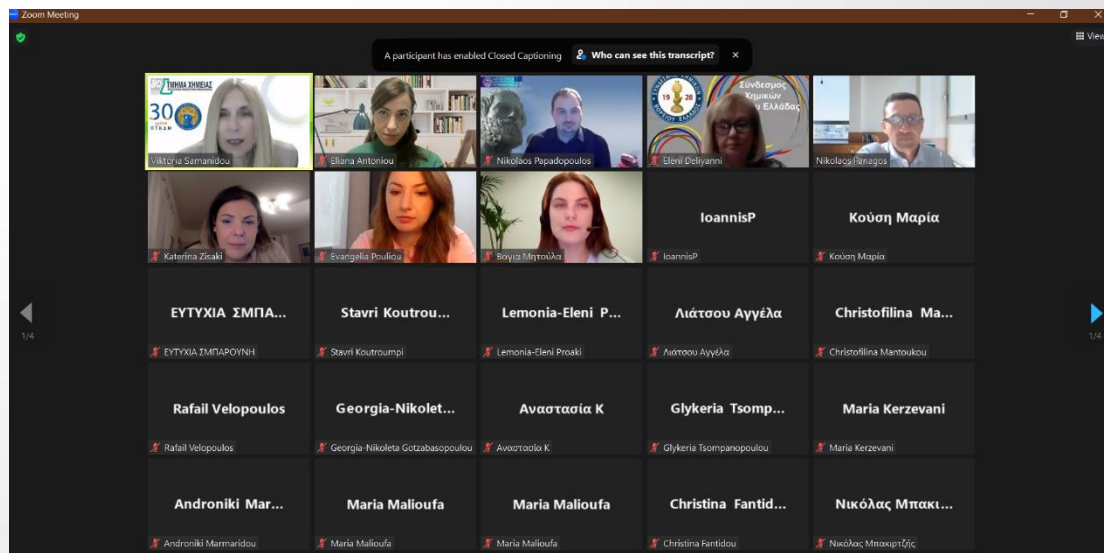 Zoom Meeting
View
A participant has enabled Closed Captioning
Who can see this transcript?
ΤΜΗΜΑ ΧΗΜΕΙΑΣ
30
Viktoria Samanidou
Eliana Antoniou
Nikolaos Papadopoulos
19 28
Σύνδεσμος
Χημικών
Ελλάδας
Eleni Deliyanni
Nikolaos Panagos
Katerina Zisaki
Evangelia Pouliou
Βάγια Μητούλα
IoannisP
IoannisP
Κούση Μαρία
Κούση Μαρία
1/4
ΕΥΤΥΧΙΑ ΣΜΠΑ...
ΕΥΤΥΧΙΑ ΣΜΠΑΡΟΥΝΗ
Stavri Koutrou...
Stavri Koutroumpi
Lemonia-Eleni P...
Lemonia-Eleni Proaki
Λιάτσου Αγγέλα
Λιάτσου Αγγέλα
Christofilina Ma...
Christofilina Mantoukou
1/4
Rafail Velopoulos
Rafail Velopoulos
Georgia-Nikolet...
Georgia-Nikoleta Gotzabasopoulou
Αναστασία Κ
Αναστασία Κ
Glykeria Tsomp...
Glykeria Tsompanopoulou
Maria Kerzevani
Maria Kerzevani
Androniki Mar...
Androniki Marmaridou
Maria Malioufa
Maria Malioufa
Maria Malioufa
Maria Malioufa
Christina Fantid...
Christina Fantidou
Νικόλας Μπακι...
Νικόλας Μπακιρτζής